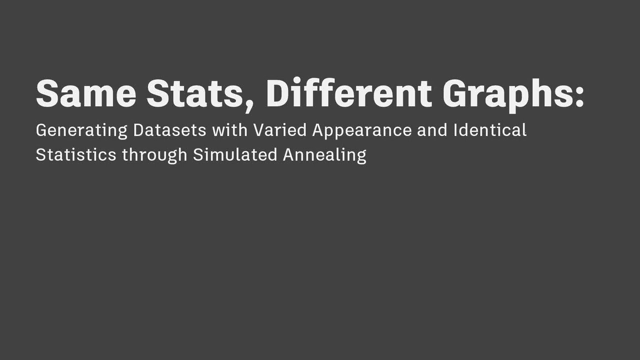 Same Stats, Different Graphs:
Generating Datasets with Varied Appearance and Identical
Statistics through Simulated Annealing